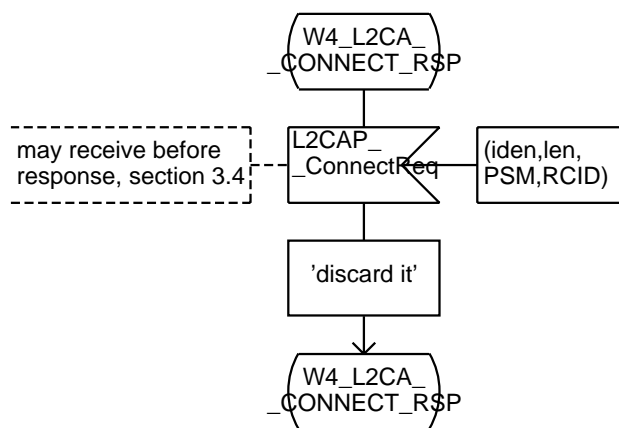 W4_L2CA_
_CONNECT_RSP
may receive before
response, section 3.4
L2CAP_
_ConnectReq
(iden,len,
PSM,RCID)
’discard it’
W4_L2CA_
_CONNECT_RSP